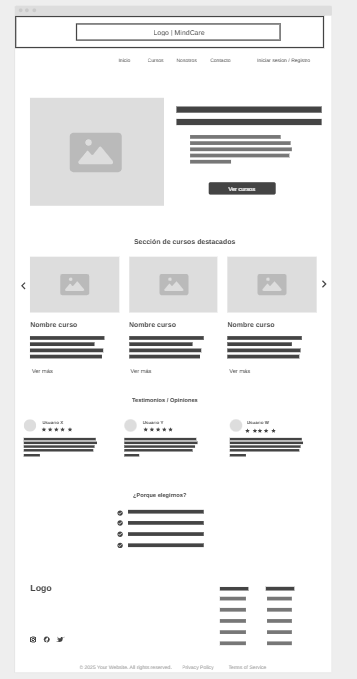 Logo | MindCare
Inicio Cursos Nosotros Contacto Iniciar sesion / Registro
Ver cursos
Sección de cursos destacados
Nombre curso Nombre curso Nombre curso
Ver más Ver más Ver más
Testimonios / Opiniones
Usuario X Usuario Y Usuario W
¿Porque elegirnos?
Logo
© 2025 Your Website. All rights reserved. Privacy Policy Terms of Service